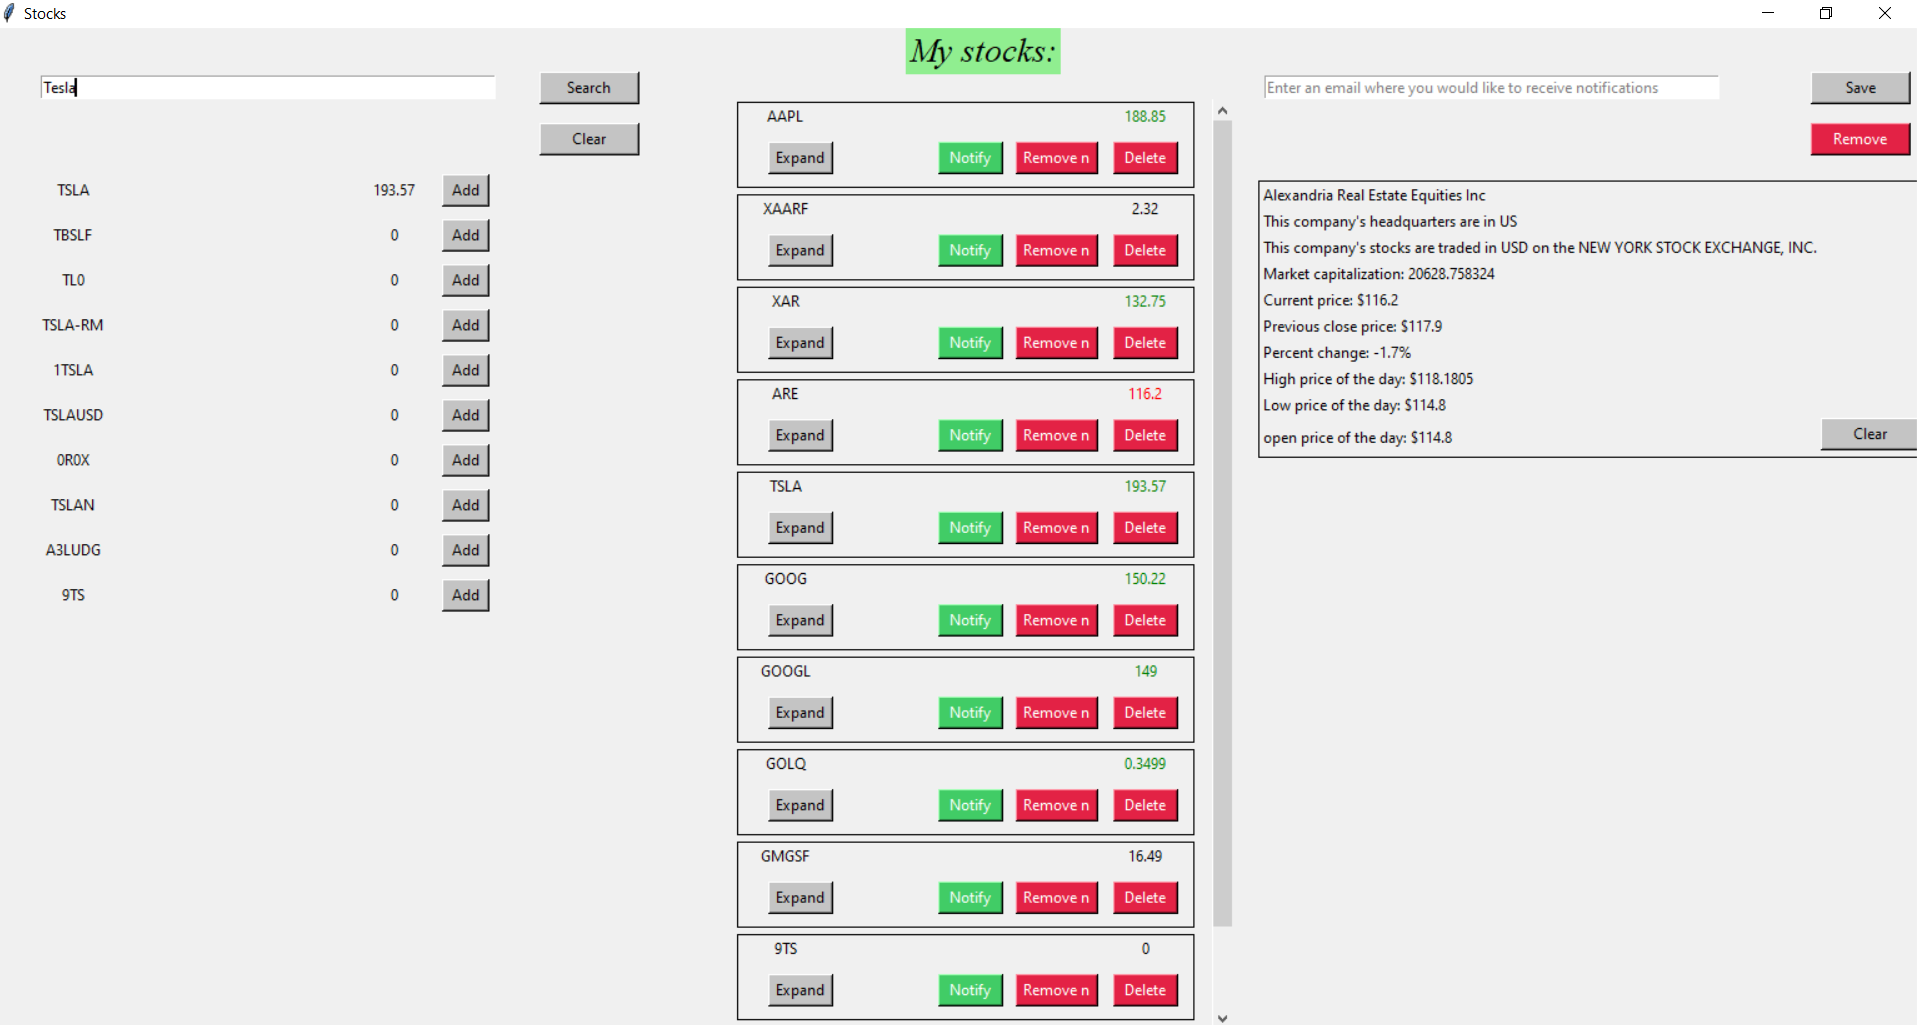 Stocks
My stocks:
Tesla
Search
Clear
TSLA 193.57 Add
TBSLF 0 Add
TL0 0 Add
TSLA-RM 0 Add
1TSLA 0 Add
TSLAUSD 0 Add
0R0X 0 Add
TSLAN 0 Add
A3LUDG 0 Add
9TS 0 Add
AAPL 188.85
Expand Notify Remove n Delete
XAARF 2.32
Expand Notify Remove n Delete
XAR 132.75
Expand Notify Remove n Delete
ARE 116.2
Expand Notify Remove n Delete
TSLA 193.57
Expand Notify Remove n Delete
GOOG 150.22
Expand Notify Remove n Delete
GOOGL 149
Expand Notify Remove n Delete
GOLQ 0.3499
Expand Notify Remove n Delete
GMGSF 16.49
Expand Notify Remove n Delete
9TS 0
Expand Notify Remove n Delete
Enter an email where you would like to receive notifications
Save
Remove
Alexandria Real Estate Equities Inc
This company's headquarters are in US
This company's stocks are traded in USD on the NEW YORK STOCK EXCHANGE, INC.
Market capitalization: 20628.758324
Current price: $116.2
Previous close price: $117.9
Percent change: -1.7%
High price of the day: $118.1805
Low price of the day: $114.8
open price of the day: $114.8
Clear